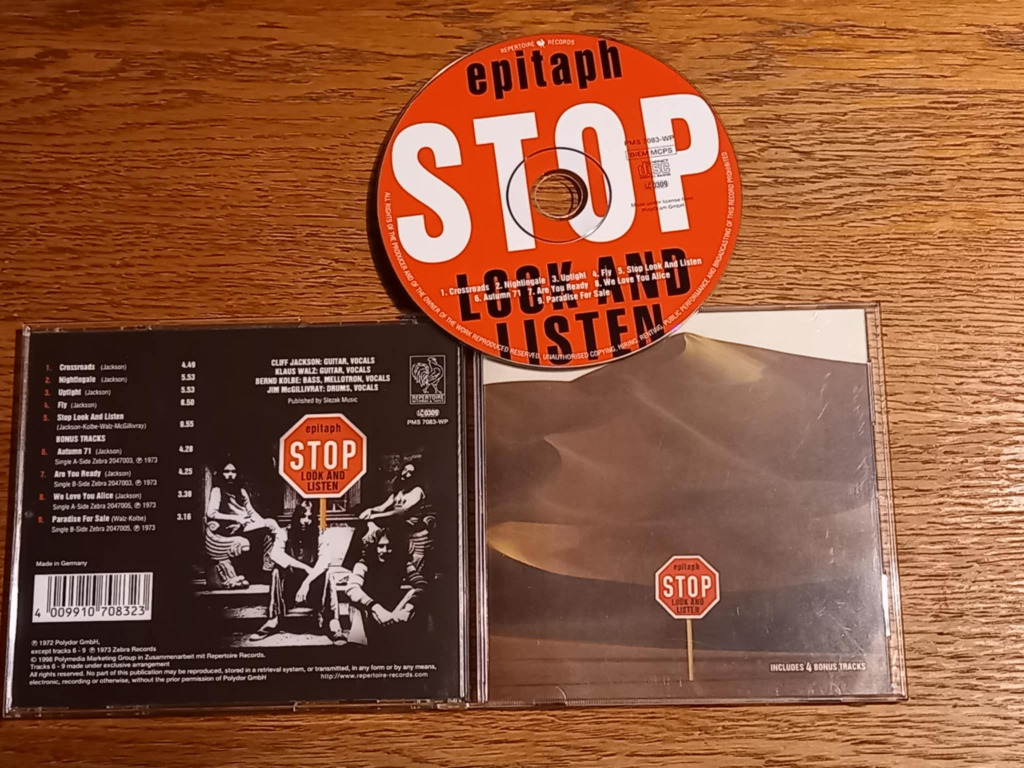 REPERTOIRE RECORDS
epitaph
STOP
LOOK AND
LISTEN
PMS 7083-WP
BIEM MCPS
COMPACT
disc
LC 0309
Made under license from
PolyGram GmbH
1. Crossroads 2. Nightingale 3. Uptight 4. Fly 5. Stop Look And Listen
6. Autumn 71 7. Are You Ready 8. We Love You Alice
9. Paradise For Sale
ALL RIGHTS OF THE PRODUCER AND OF THE OWNER OF THE WORK REPRODUCED RESERVED. UNAUTHORISED COPYING, HIRING, RENTING, PUBLIC PERFORMANCE AND BROADCASTING OF THIS RECORD PROHIBITED
1. Crossroads (Jackson) 4.49
2. Nightingale (Jackson) 5.53
3. Uptight (Jackson) 5.53
4. Fly (Jackson) 8.50
5. Stop Look And Listen
(Jackson-Kolbe-Walz-McGillivray) 9.55
BONUS TRACKS
6. Autumn 71 (Jackson) 4.28
Single A-Side Zebra 2047003, ℗ 1973
7. Are You Ready (Jackson) 4.25
Single B-Side Zebra 2047003, ℗ 1973
8. We Love You Alice (Jackson) 3.38
Single A-Side Zebra 2047005, ℗ 1973
9. Paradise For Sale (Walz-Kolbe) 3.16
Single B-Side Zebra 2047005, ℗ 1973
CLIFF JACKSON: GUITAR, VOCALS
KLAUS WALZ: GUITAR, VOCALS
BERND KOLBE: BASS, MELLOTRON, VOCALS
JIM McGILLIVRAY: DRUMS, VOCALS
Published by Slezak Music
REPERTOIRE
LC 0309
PMS 7083-WP
epitaph
STOP
LOOK AND
LISTEN
Made in Germany
4 009910 708323
℗ 1972 Polydor GmbH,
except tracks 6 - 9 ℗ 1973 Zebra Records
© 1998 Polymedia Marketing Group in Zusammenarbeit mit Repertoire Records.
Tracks 6 - 9 made under exclusive arrangement
All rights reserved. No part of this publication may be reproduced, stored in a retrieval system, or transmitted, in any form or by any means,
electronic, recording or otherwise, without the prior permission of Polydor GmbH
http://www.repertoire-records.com
epitaph
STOP
LOOK AND
LISTEN
INCLUDES 4 BONUS TRACKS